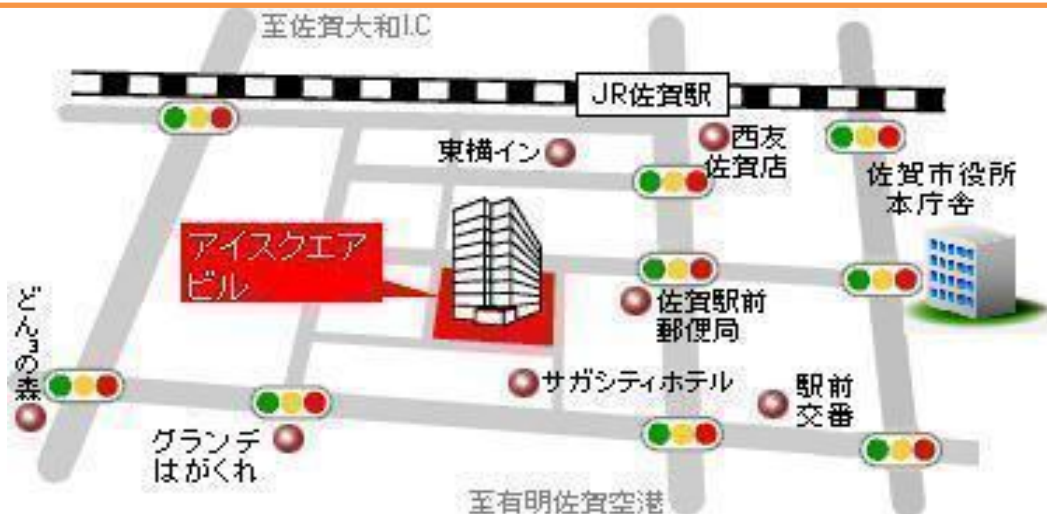 至佐賀大和I.C
JR佐賀駅
東横イン
西友
佐賀店
佐賀市役所
本庁舎
アイスクエア
ビル
佐賀駅前
郵便局
どん3の森
サガシティホテル
駅前
交番
グランデ
はがくれ
至有明佐賀空港